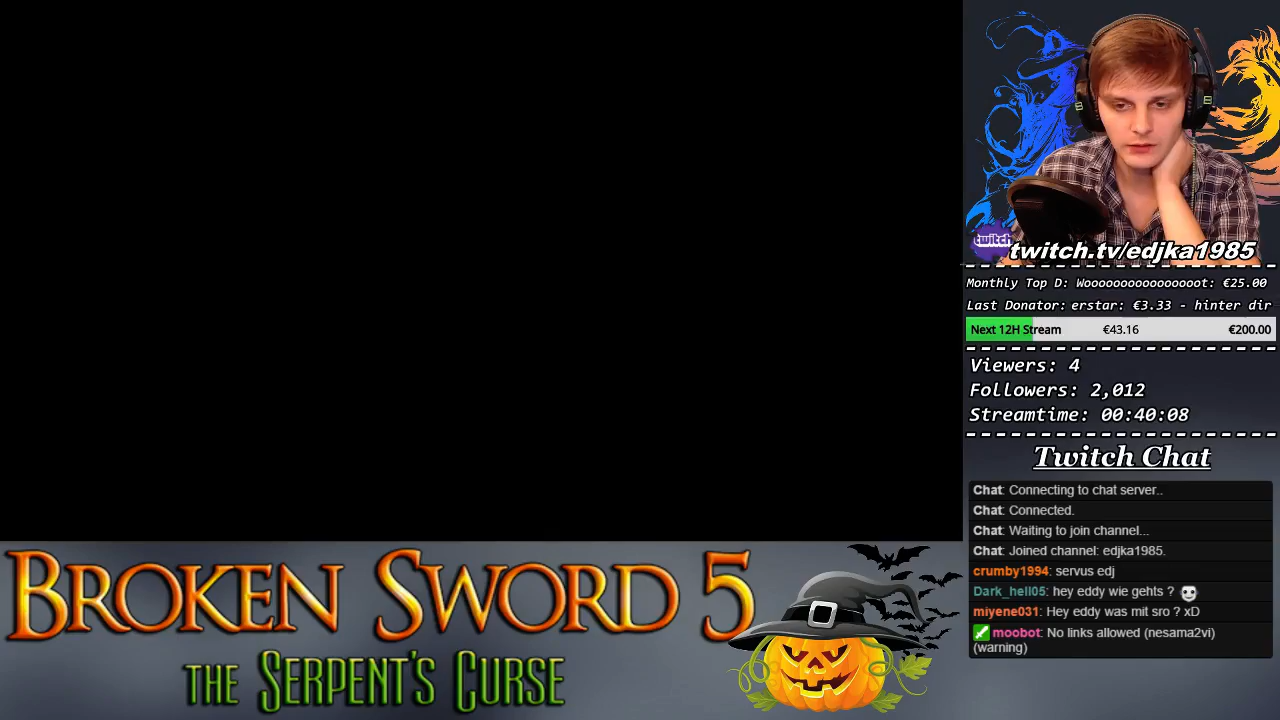 twitch
twitch.tv/edjka1985
Monthly Top D: Woooooooooooooooot: €25.00
Last Donator: erstar: €3.33 - hinter dir
Next 12H Stream €43.16 €200.00
Viewers: 4
Followers: 2,012
Streamtime: 00:40:08
Twitch Chat
Chat: Connecting to chat server..
Chat: Connected.
Chat: Waiting to join channel...
Chat: Joined channel: edjka1985.
crumby1994: servus edj
Dark_hell05: hey eddy wie gehts ?
miyene031: Hey eddy was mit sro ? xD
moobot: No links allowed (nesama2vi)
(warning)
BROKEN SWORD 5
THE SERPENT'S CURSE